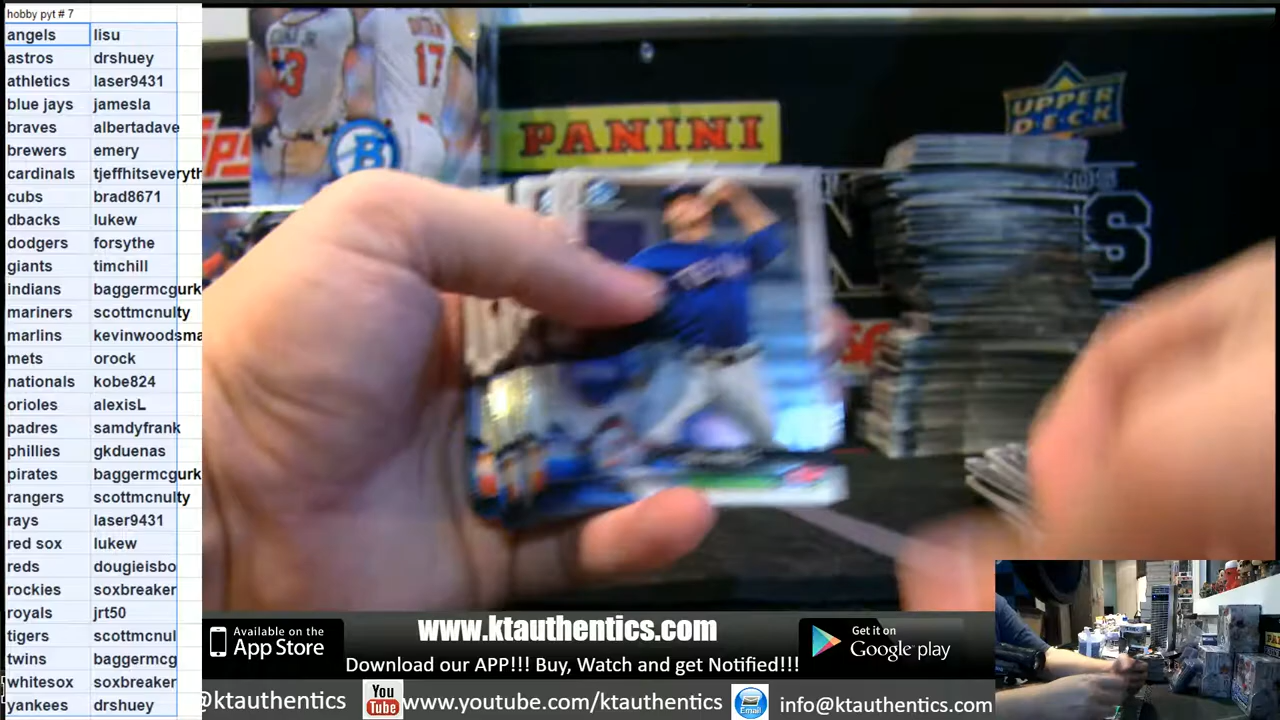 hobby pyt # 7
angels lisu
astros drshuey
athletics laser9431
blue jays jamesla
braves albertadave
brewers emery
cardinals tjeffhitseveryth
cubs brad8671
dbacks lukew
dodgers forsythe
giants timchill
indians baggermcgurk
mariners scottmcnulty
marlins kevinwoodsma
mets orock
nationals kobe824
orioles alexisL
padres samdyfrank
phillies gkduenas
pirates baggermcgurk
rangers scottmcnulty
rays laser9431
red sox lukew
reds dougieisbo
rockies soxbreaker
royals jrt50
tigers scottmcnul
twins baggermcg
whitesox soxbreaker
yankees drshuey
17
B
PANINI
UPPER
DECK
S
Available on the
App Store
www.ktauthentics.com
Get it on
Google play
Download our APP!!! Buy, Watch and get Notified!!!
@ktauthentics
You
Tube
www.youtube.com/ktauthentics
Email
info@ktauthentics.com